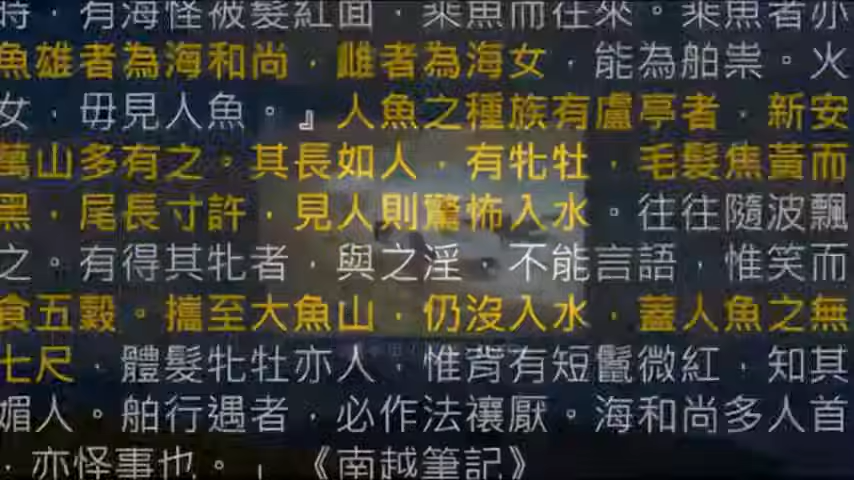 時，有海怪被髮紅面，乘魚而往來。乘魚者亦
魚雄者為海和尚，雌者為海女，能為舶祟。火
女，毋見人魚。』人魚之種族有盧亭者，新安
萬山多有之。其長如人，有牝牡，毛髮焦黃而
黑，尾長寸許，見人則驚怖入水。往往隨波飄
之。有得其牝者，與之淫，不能言語，惟笑而
食五穀。攜至大魚山，仍沒入水，蓋人魚之無
七尺，體髮牝牡亦人，惟背有短鬣微紅，知其
媚人。舶行遇者，必作法禳厭。海和尚多人首
，亦怪事也。」《南越筆記》